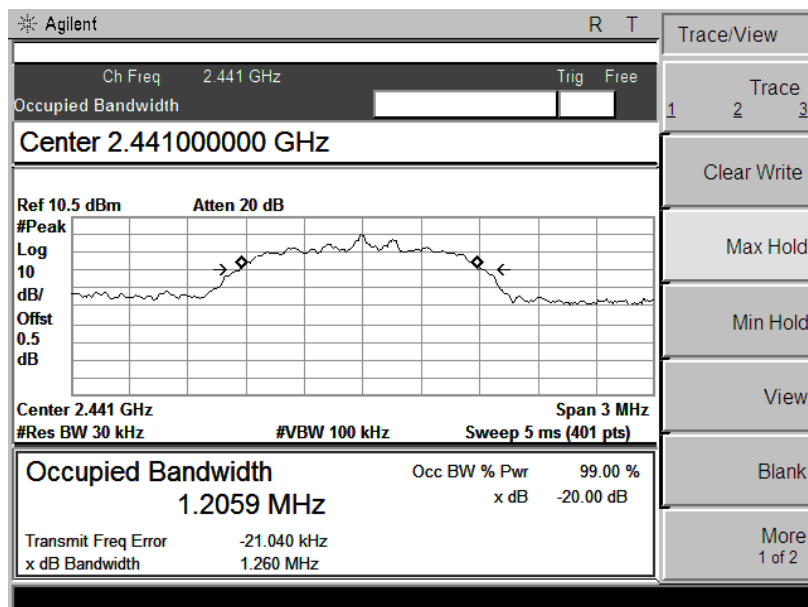 Agilent R T
Trace/View
Ch Freq 2.441 GHz Trig Free
Occupied Bandwidth
Center 2.441000000 GHz
Ref 10.5 dBm Atten 20 dB
#Peak
Log
10
dB/
Offst
0.5
dB
Center 2.441 GHz Span 3 MHz
#Res BW 30 kHz #VBW 100 kHz Sweep 5 ms (401 pts)
Occupied Bandwidth Occ BW % Pwr 99.00 %
1.2059 MHz x dB -20.00 dB
Transmit Freq Error -21.040 kHz
x dB Bandwidth 1.260 MHz
Trace
1 2 3
Clear Write
Max Hold
Min Hold
View
Blank
More
1 of 2